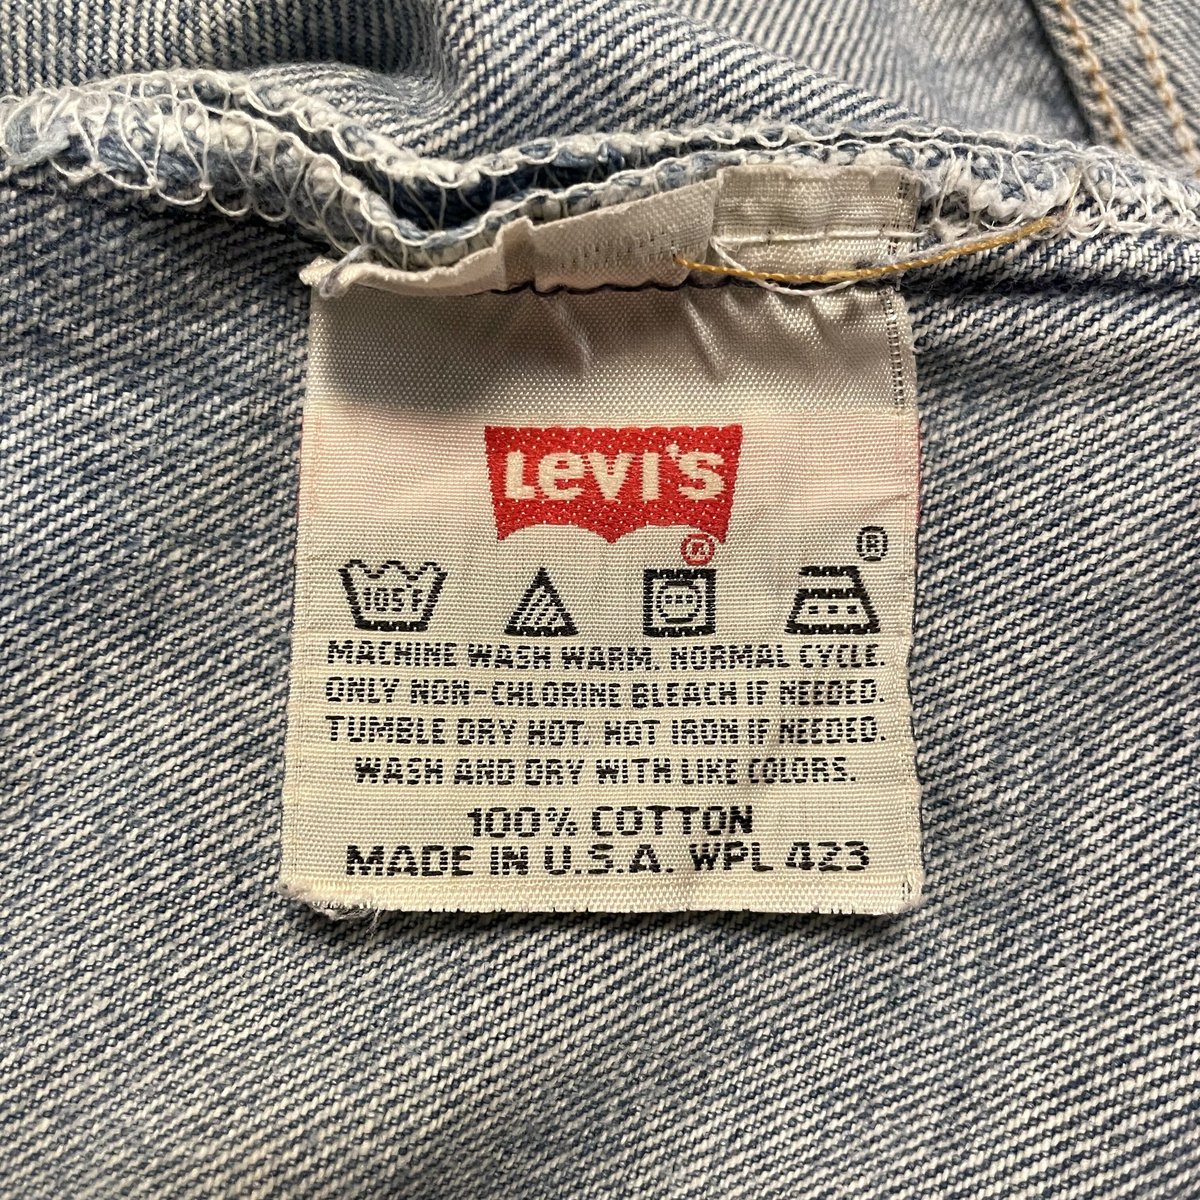 Levi's
®
®
105F
MACHINE WASH WARM. NORMAL CYCLE.
ONLY NON-CHLORINE BLEACH IF NEEDED.
TUMBLE DRY HOT. HOT IRON IF NEEDED.
WASH AND DRY WITH LIKE COLORS.
100% COTTON
MADE IN U.S.A. WPL 423